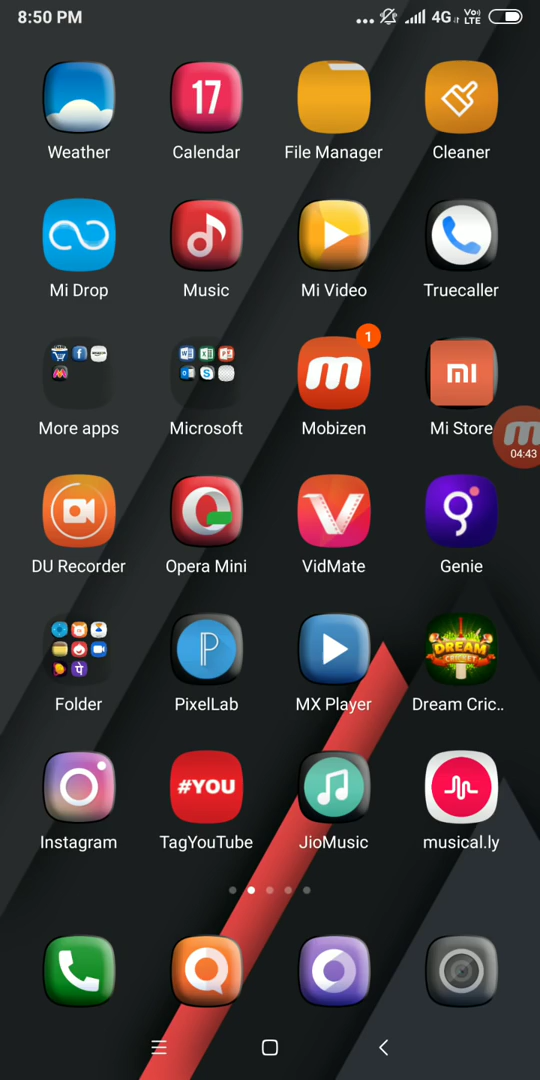 8:50 PM
... 4G Vo) LTE
17
Weather Calendar File Manager Cleaner
Mi Drop Music Mi Video Truecaller
1
More apps Microsoft Mobizen Mi Store
04:43
DU Recorder Opera Mini VidMate Genie
Folder PixelLab MX Player Dream Cric..
DREAM
CRICKET
#YOU
Instagram TagYouTube JioMusic musical.ly